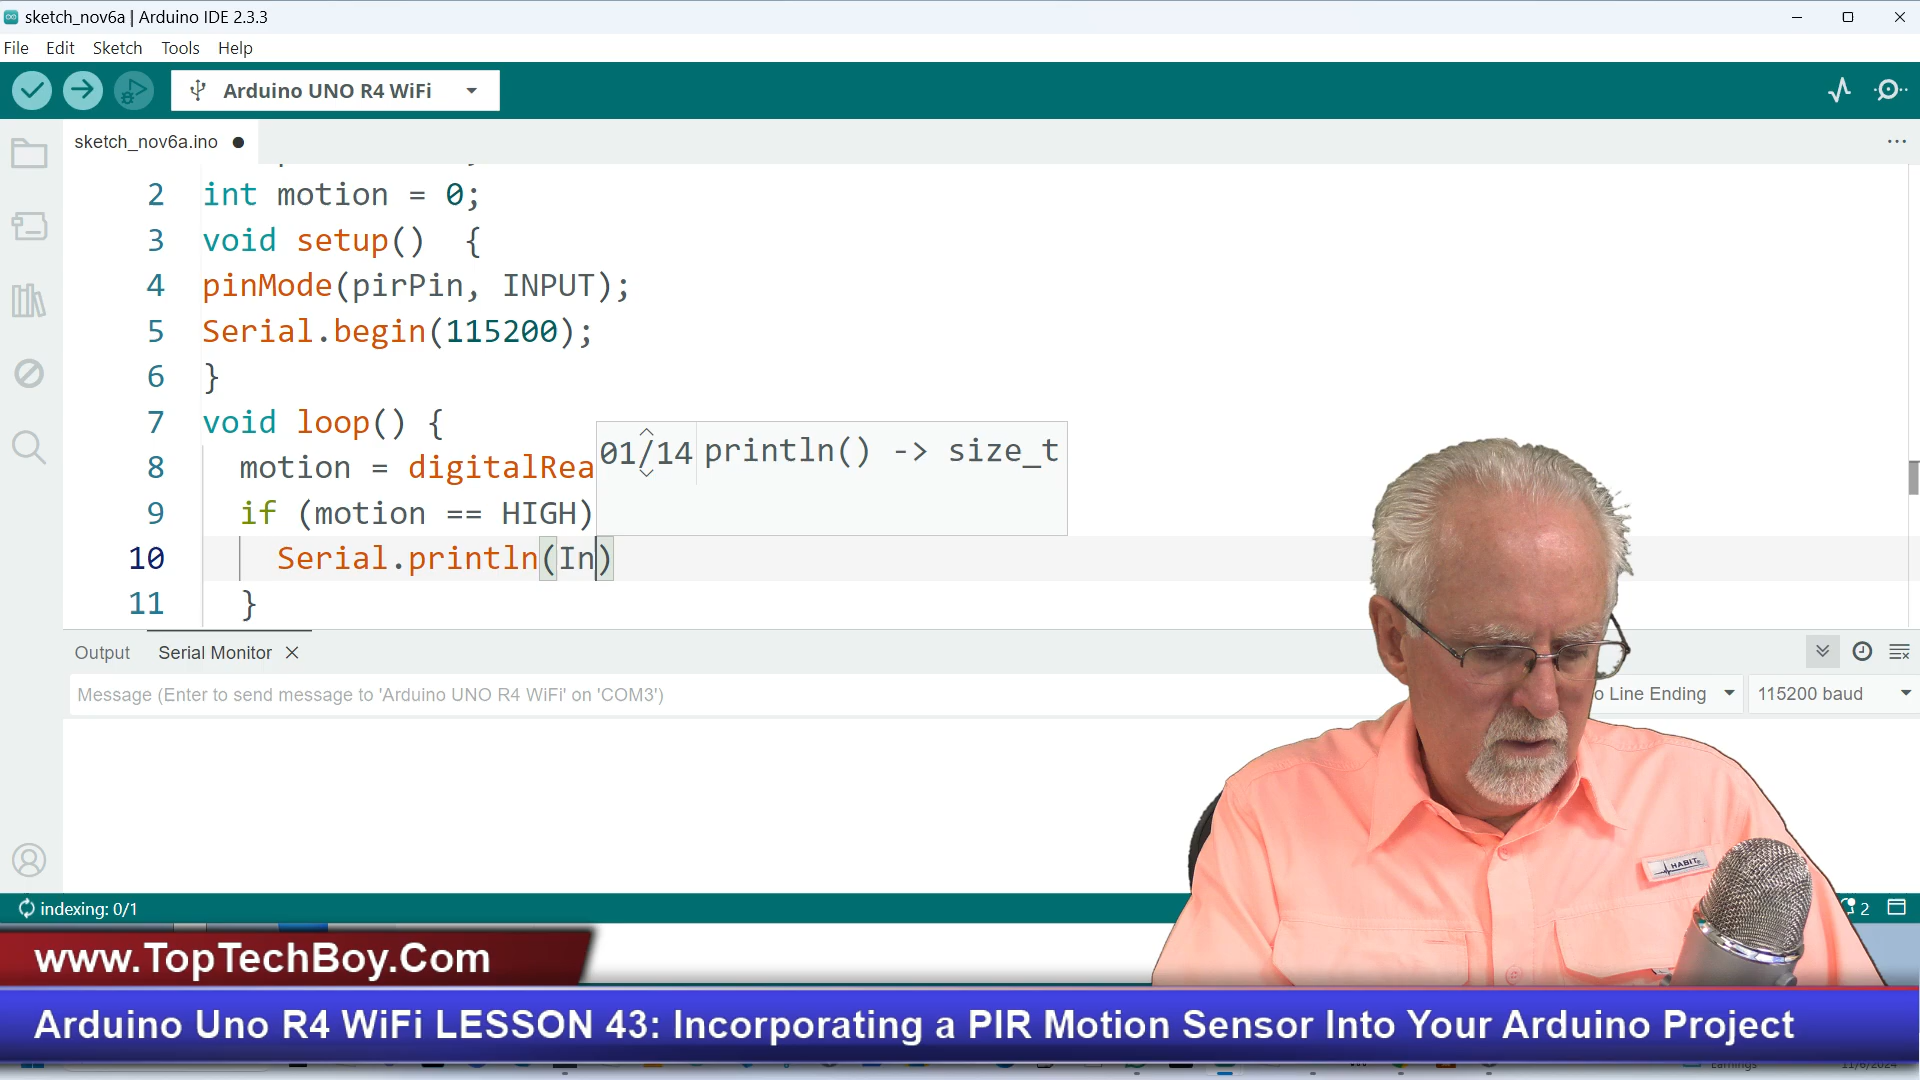 sketch_nov6a | Arduino IDE 2.3.3
File Edit Sketch Tools Help
Arduino UNO R4 WiFi
sketch_nov6a.ino
2 int motion = 0;
3 void setup() {
4 pinMode(pirPin, INPUT);
5 Serial.begin(115200);
6 }
7 void loop() {
01/14 println() -> size_t
8 motion = digitalRea
9 if (motion == HIGH)
10 Serial.println(In)
11 }
Output Serial Monitor
Message (Enter to send message to 'Arduino UNO R4 WiFi' on 'COM3')
o Line Ending 115200 baud
HABIT
indexing: 0/1
2
www.TopTechBoy.Com
Arduino Uno R4 WiFi LESSON 43: Incorporating a PIR Motion Sensor Into Your Arduino Project